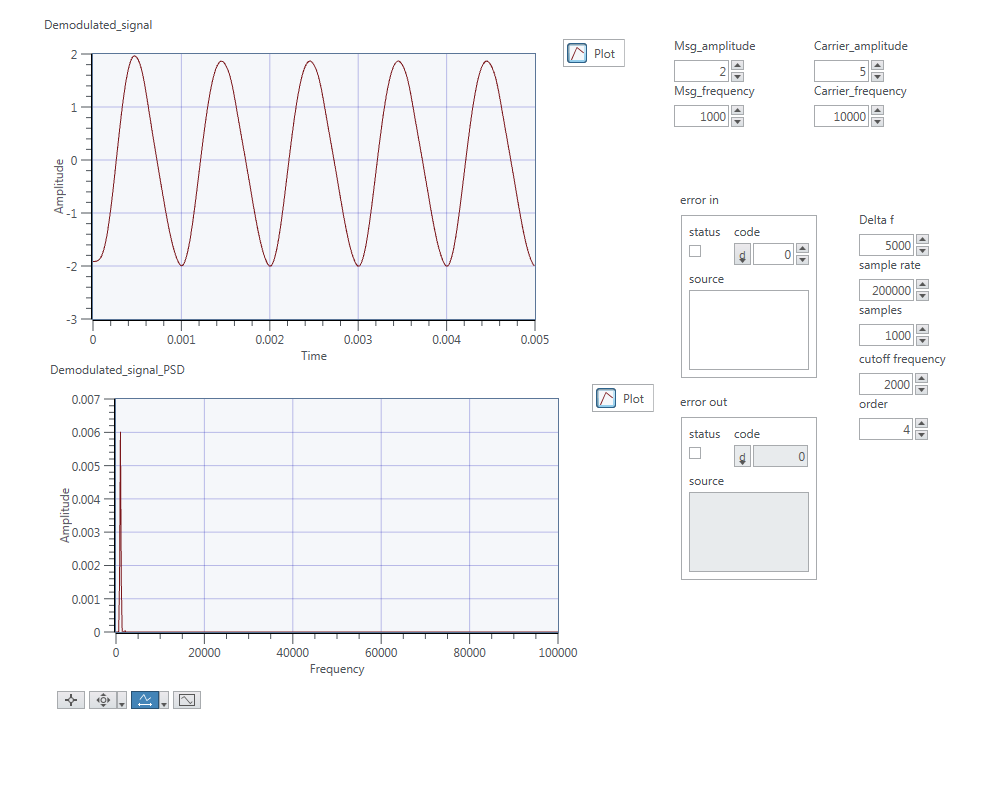 Demodulated_signal
Plot
2
1
0
-1
-2
-3
Amplitude
0 0.001 0.002 0.003 0.004 0.005
Time
Demodulated_signal_PSD
Plot
0.007
0.006
0.005
0.004
0.003
0.002
0.001
0
Amplitude
0 20000 40000 60000 80000 100000
Frequency
Msg_amplitude Carrier_amplitude
2 5
Msg_frequency Carrier_frequency
1000 10000
error in
status code
d 0
source
error out
status code
d 0
source
Delta f
5000
sample rate
200000
samples
1000
cutoff frequency
2000
order
4